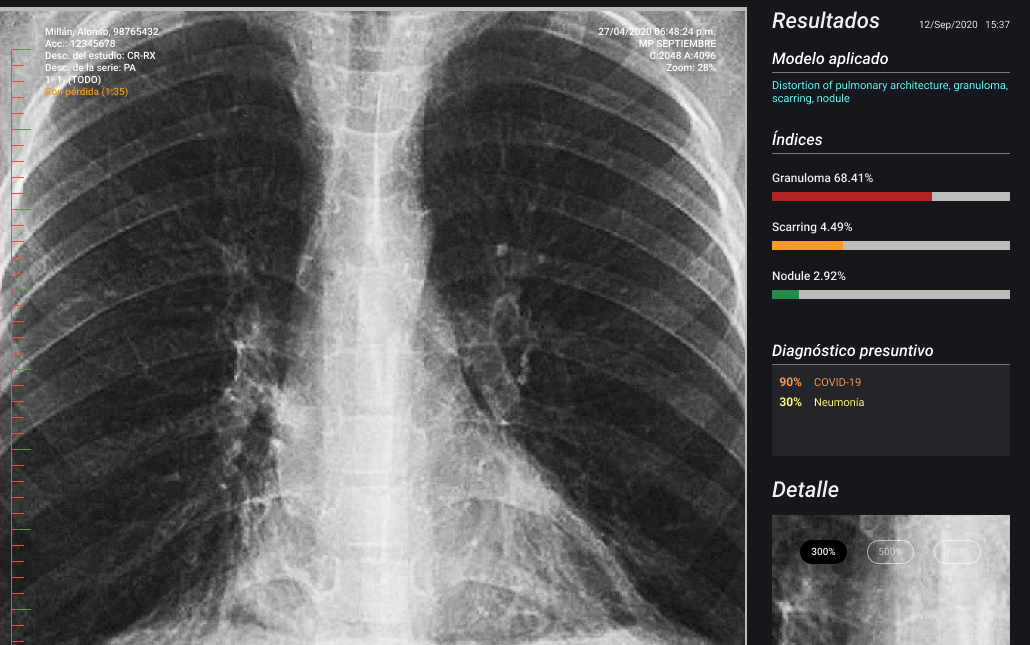 Millán, Alonso, 98765432
Acc.: 12345678
Desc. del estudio: CR-RX
Desc. de la serie: PA
1- 1- (TODO)
Con pérdida (1:35)
27/04/2020 06:48:24 p.m.
MP SEPTIEMBRE
C:2048 A:4096
Zoom: 28%
Resultados
12/Sep/2020 15:37
Modelo aplicado
Distortion of pulmonary architecture, granuloma,
scarring, nodule
Índices
Granuloma 68.41%
Scarring 4.49%
Nodule 2.92%
Diagnóstico presuntivo
90% COVID-19
30% Neumonía
Detalle
300%
500%